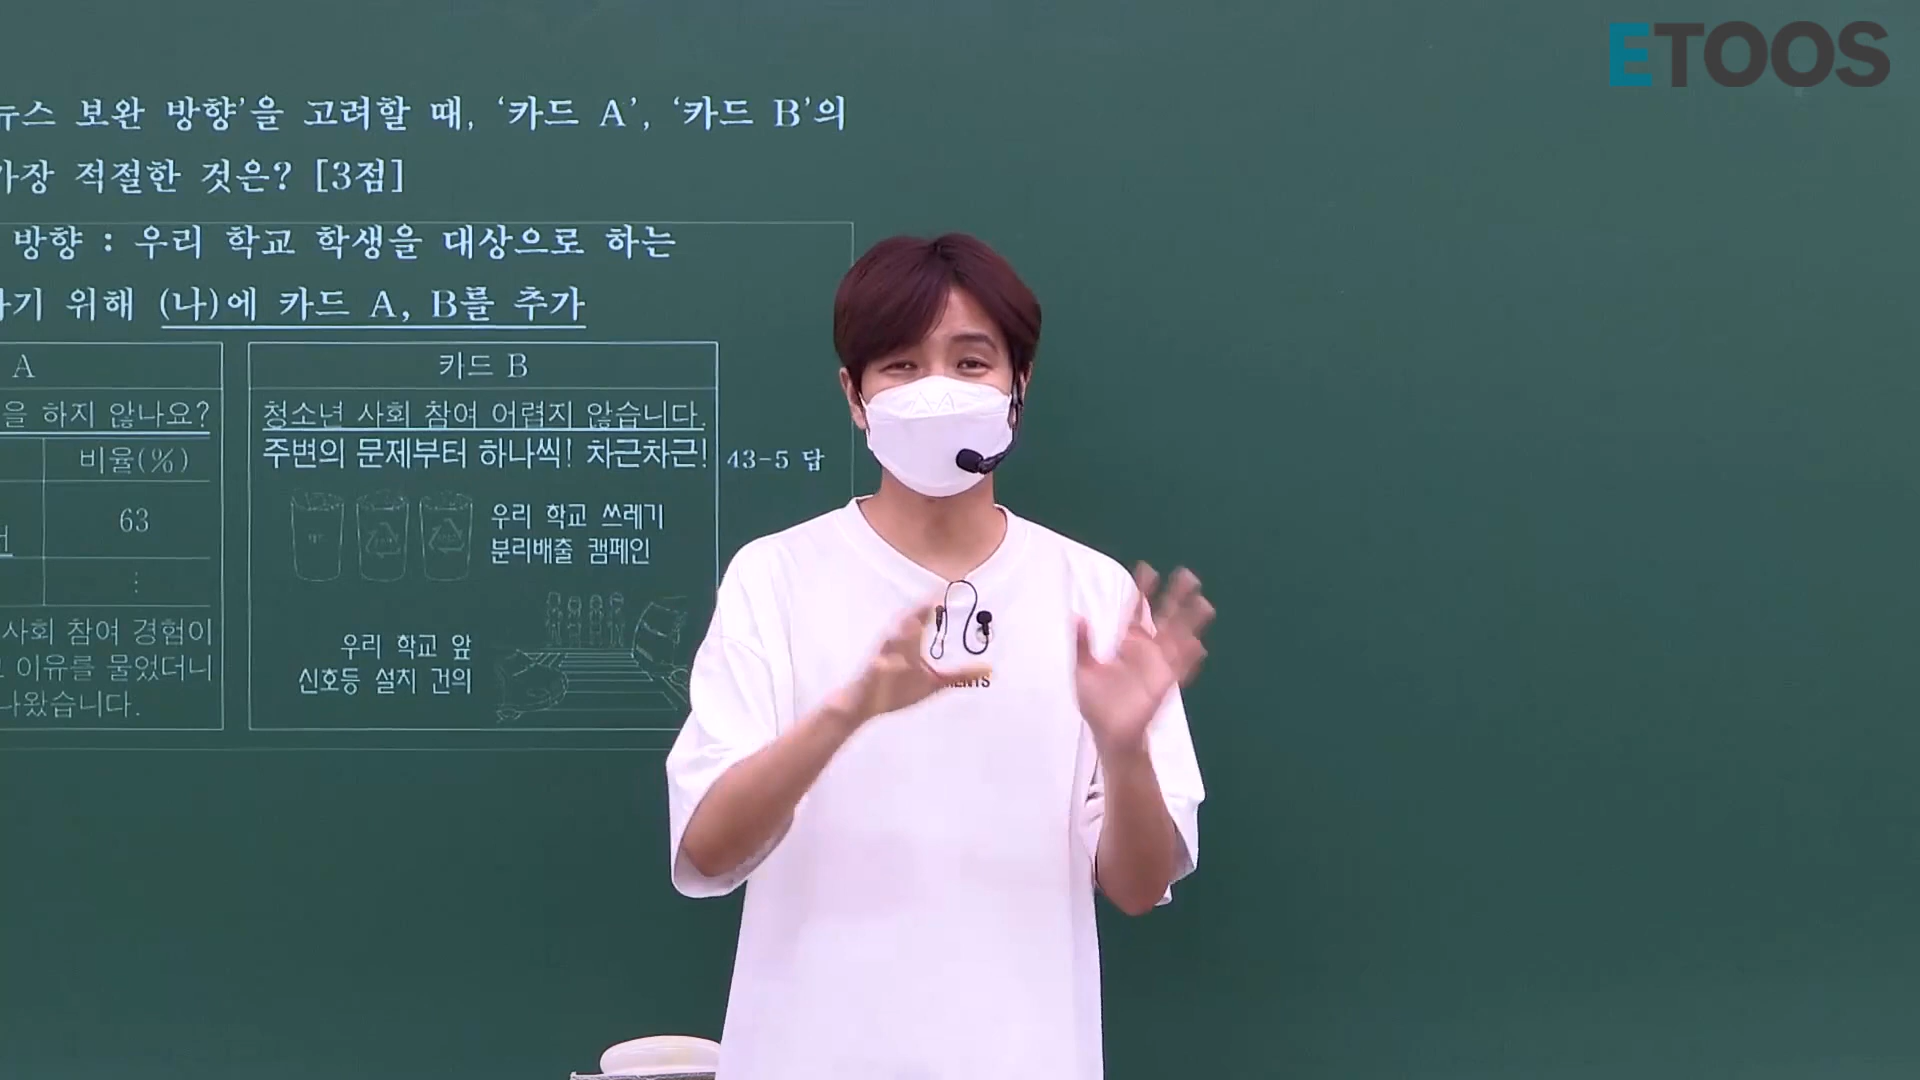 ETOOS
뉴스 보완 방향’을 고려할 때, ‘카드 A’, ‘카드 B’의
가장 적절한 것은? [3점]
방향 : 우리 학교 학생을 대상으로 하는
위해 (나)에 카드 A, B를 추가
A
을 하지 않나요?
비율(%)
63
⋮
사회 참여 경험이
이유를 물었더니
나왔습니다.
카드 B
청소년 사회 참여 어렵지 않습니다.
주변의 문제부터 하나씩! 차근차근!
43-5 답
우리 학교 쓰레기
분리배출 캠페인
우리 학교 앞
신호등 설치 건의